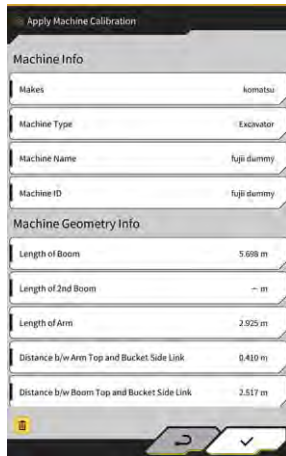 Apply Machine Calibration
Machine Info
Makes komatsu
Machine Type Excavator
Machine Name fujii dummy
Machine ID fujii dummy
Machine Geometry Info
Length of Boom 5.698 m
Length of 2nd Boom -- m
Length of Arm 2.925 m
Distance b/w Arm Top and Bucket Side Link 0.410 m
Distance b/w Boom Top and Bucket Side Link 2.517 m